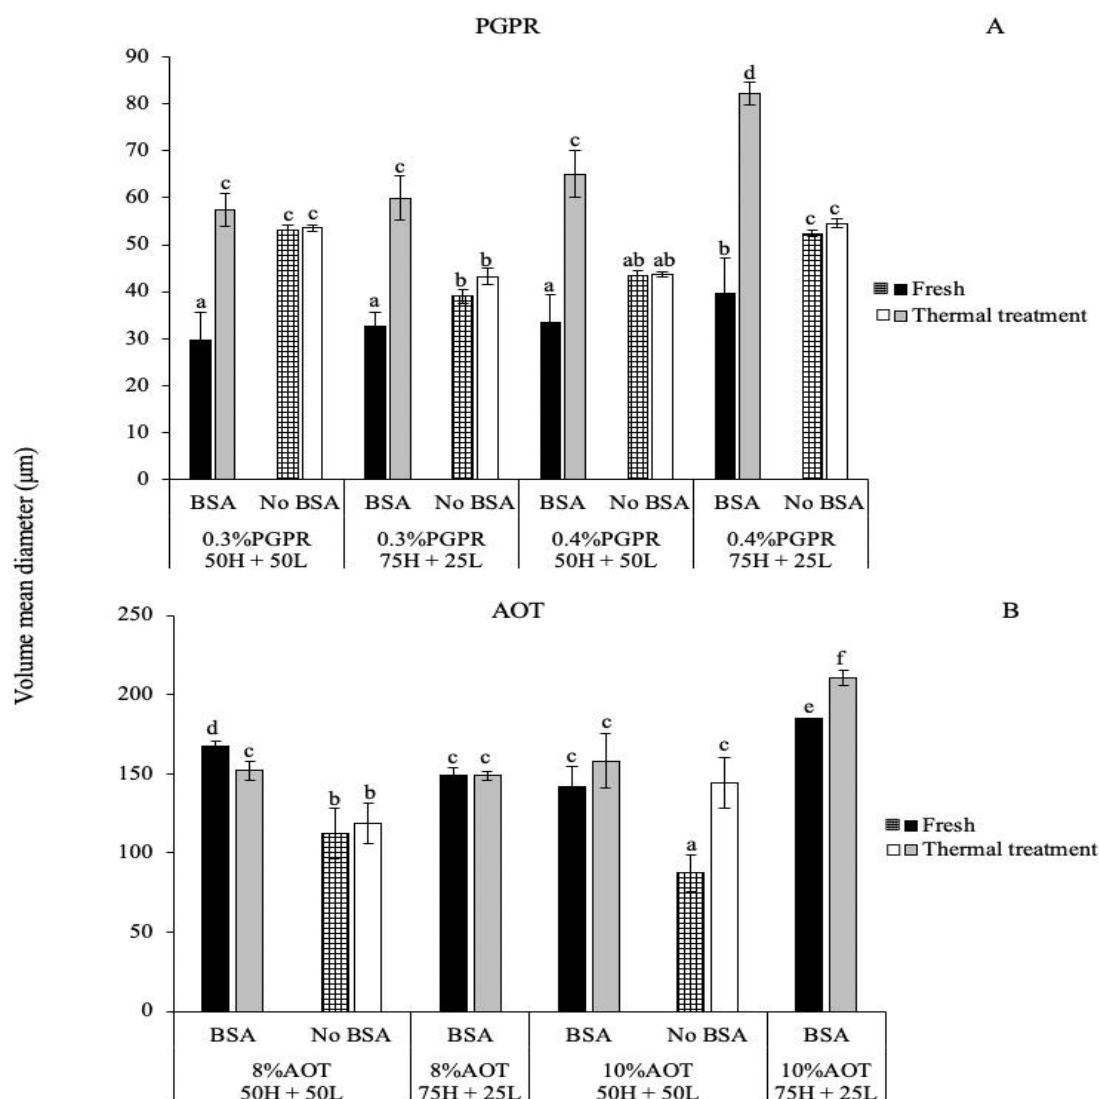 PGPR
A
90
80
70
60
50
40
30
20
10
0
a
c
c c
a
c
b
b
a
c
ab ab
b
d
c
c
Fresh
Thermal treatment
BSA No BSA BSA No BSA BSA No BSA BSA No BSA
0.3%PGPR 0.3%PGPR 0.4%PGPR 0.4%PGPR
50H + 50L 75H + 25L 50H + 50L 75H + 25L
Volume mean diameter (µm)
AOT
B
250
200
150
100
50
0
d
c
b
b
c
c
c
c
a
c
e
f
Fresh
Thermal treatment
BSA No BSA BSA BSA No BSA BSA
8%AOT 8%AOT 10%AOT 10%AOT
50H + 50L 75H + 25L 50H + 50L 75H + 25L